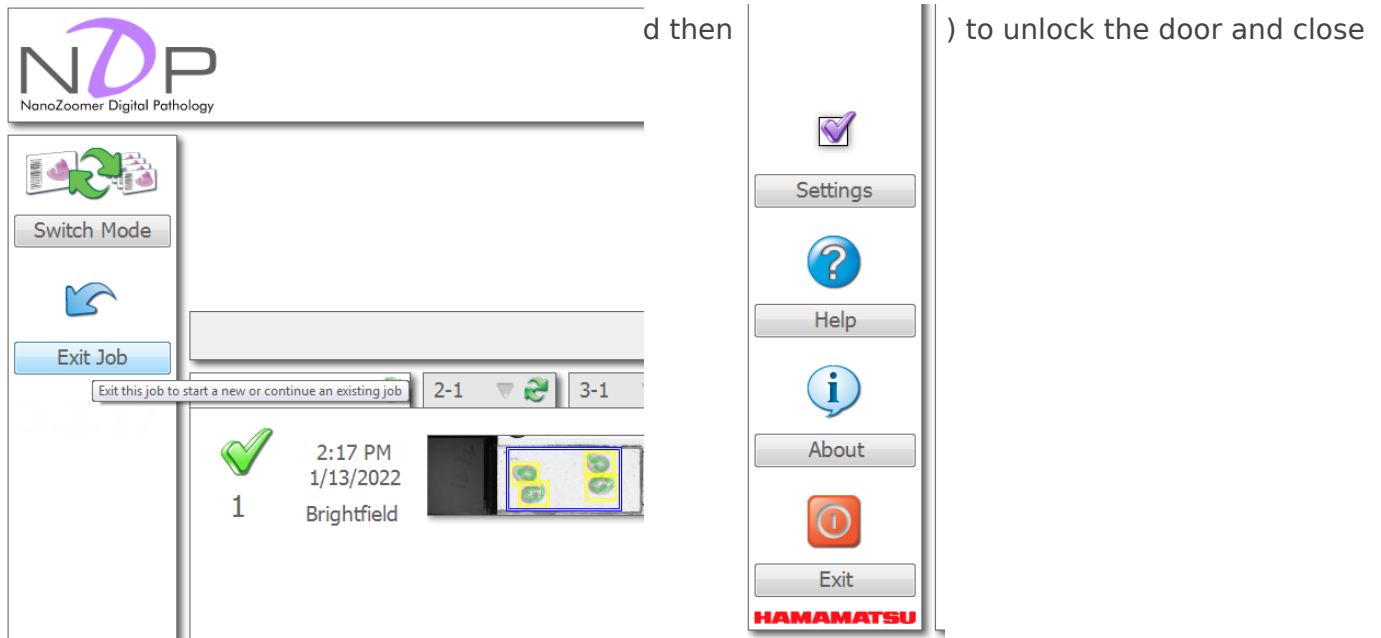 d then
) to unlock the door and close
NDP
NanoZoomer Digital Pathology
Switch Mode
Exit Job
Exit this job to start a new or continue an existing job
2-1
3-1
2:17 PM
1/13/2022
1
Brightfield
Settings
Help
About
Exit
HAMAMATSU